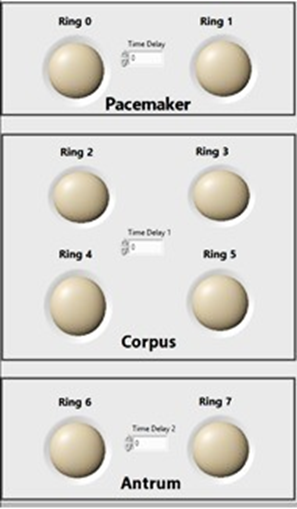 Ring 0
Ring 1
Time Delay
0
Pacemaker
Ring 2
Ring 3
Time Delay 1
0
Ring 4
Ring 5
Corpus
Ring 6
Ring 7
Time Delay 2
0
Antrum